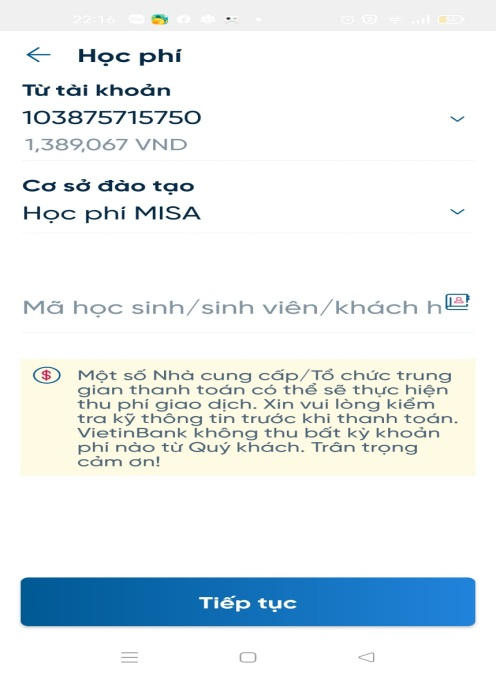 22:16
Học phí
Từ tài khoản
103875715750
1,389,067 VND
Cơ sở đào tạo
Học phí MISA
Mã học sinh/sinh viên/khách h
Một số Nhà cung cấp/Tổ chức trung
gian thanh toán có thể sẽ thực hiện
thu phí giao dịch. Xin vui lòng kiểm
tra kỹ thông tin trước khi thanh toán.
VietinBank không thu bất kỳ khoản
phí nào từ Quý khách. Trân trọng
cảm ơn!
Tiếp tục